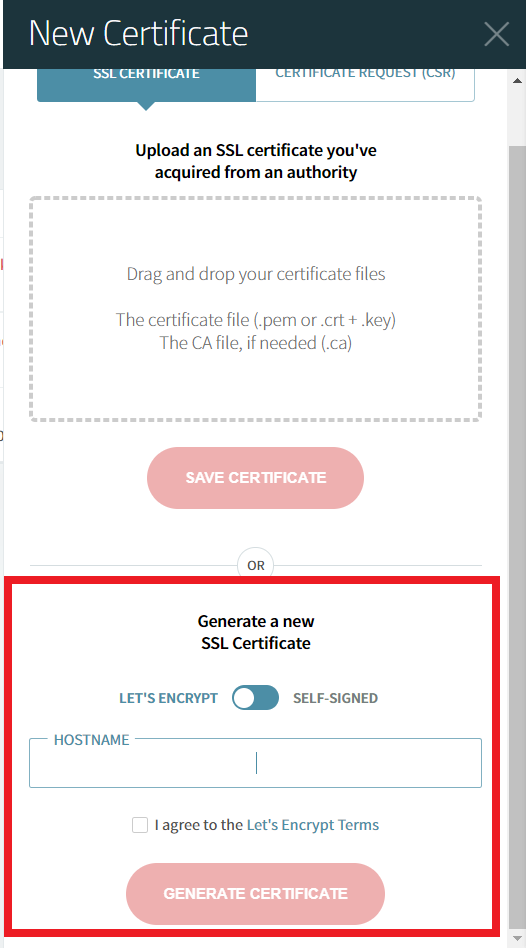 New Certificate
SSL CERTIFICATE
CERTIFICATE REQUEST (CSR)
Upload an SSL certificate you've
acquired from an authority
Drag and drop your certificate files
The certificate file (.pem or .crt + .key)
The CA file, if needed (.ca)
SAVE CERTIFICATE
OR
Generate a new
SSL Certificate
LET'S ENCRYPT
SELF-SIGNED
HOSTNAME
I agree to the Let's Encrypt Terms
GENERATE CERTIFICATE